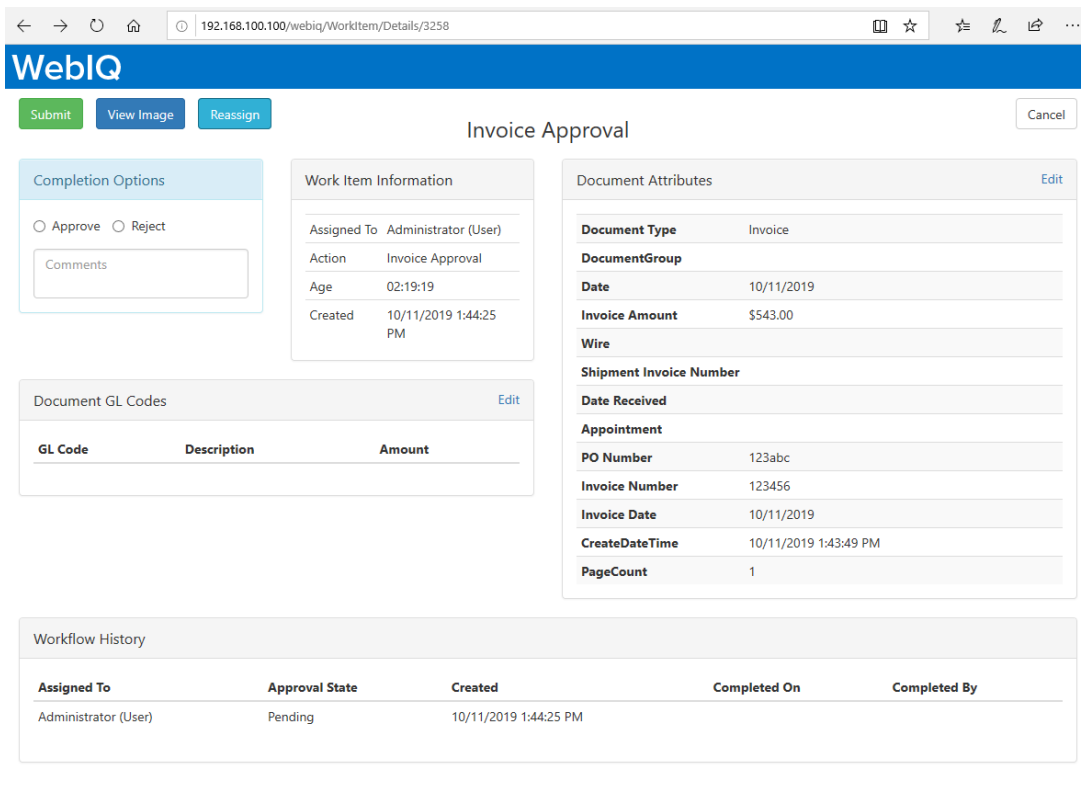 192.168.100.100/webiq/WorkItem/Details/3258
WebIQ
Submit View Image Reassign Cancel
Invoice Approval
Completion Options
Approve Reject
Comments
Work Item Information
Assigned To Administrator (User)
Action Invoice Approval
Age 02:19:19
Created 10/11/2019 1:44:25
PM
Document GL Codes Edit
GL Code Description Amount
Document Attributes Edit
Document Type Invoice
DocumentGroup
Date 10/11/2019
Invoice Amount $543.00
Wire
Shipment Invoice Number
Date Received
Appointment
PO Number 123abc
Invoice Number 123456
Invoice Date 10/11/2019
CreateDateTime 10/11/2019 1:43:49 PM
PageCount 1
Workflow History
Assigned To Approval State Created Completed On Completed By
Administrator (User) Pending 10/11/2019 1:44:25 PM